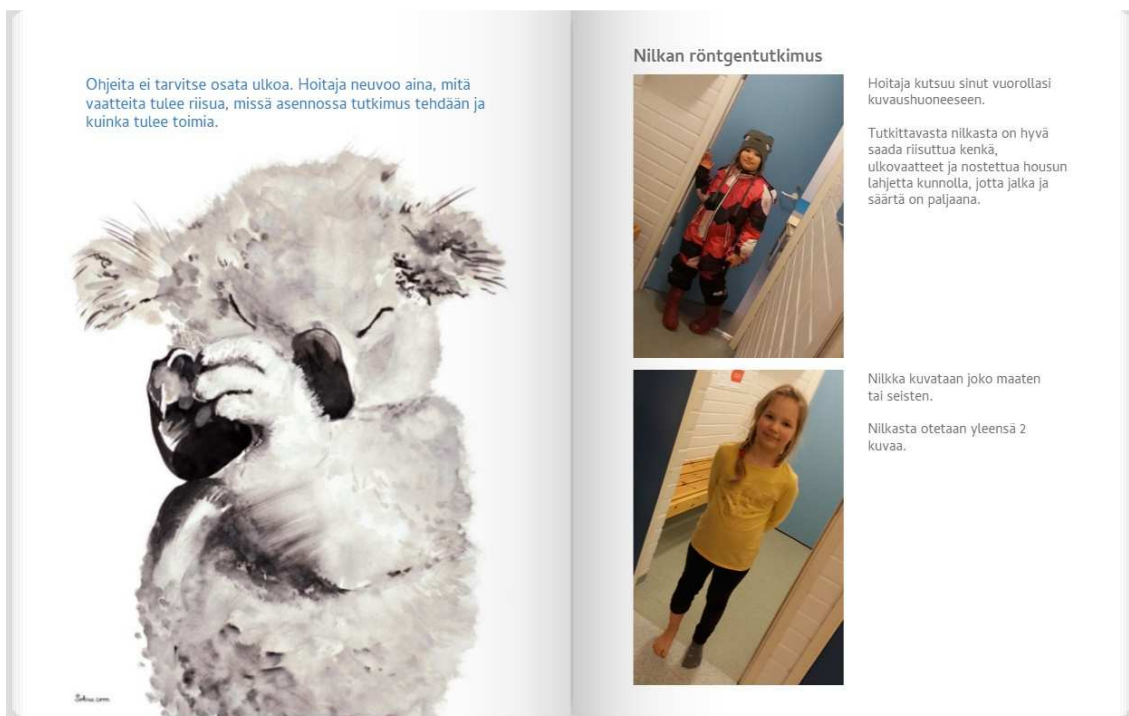 Ohjeita ei tarvitse osata ulkoa. Hoitaja neuvoo aina, mitä
vaatteita tulee riisua, missä asennossa tutkimus tehdään ja
kuinka tulee toimia.
Nilkan röntgentutkimus
Hoitaja kutsuu sinut vuorollasi
kuvaushuoneeseen.
Tutkittavasta nilkasta on hyvä
saada riisuttua kenkä,
ulkovaatteet ja nostettua housun
lahjetta kunnolla, jotta jalka ja
säärtä on paljaana.
Nilkka kuvataan joko maaten
tai seisten.
Nilkasta otetaan yleensä 2
kuvaa.